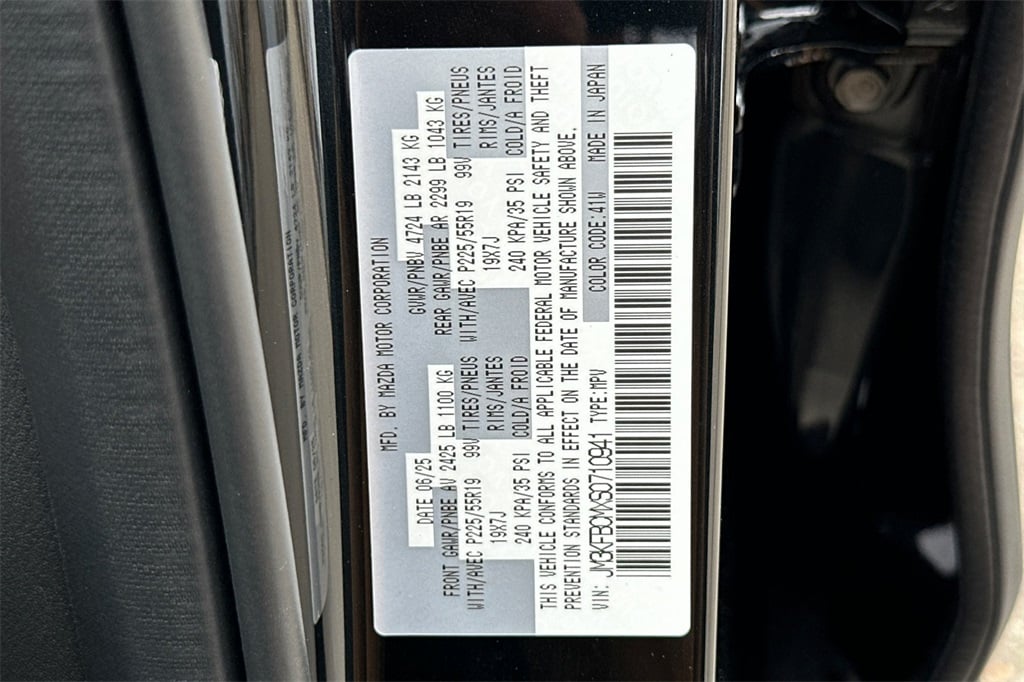 MFD. BY MAZDA MOTOR CORPORATION
DATE 06/25 GVWR/PNBV 4724 LB 2143 KG
FRONT GAWR/PNBE AV 2425 LB 1100 KG REAR GAWR/PNBE AR 2299 LB 1043 KG
WITH/AVEC P225/55R19 99V TIRES/PNEUS WITH/AVEC P225/55R19 99V TIRES/PNEUS
19X7J RIMS/JANTES 19X7J RIMS/JANTES
240 KPA/35 PSI COLD/A FROID 240 KPA/35 PSI COLD/A FROID
THIS VEHICLE CONFORMS TO ALL APPLICABLE FEDERAL MOTOR VEHICLE SAFETY AND THEFT
PREVENTION STANDARDS IN EFFECT ON THE DATE OF MANUFACTURE SHOWN ABOVE.
VIN: JM3KFBCMXS0710941 TYPE:MPV COLOR CODE:41W MADE IN JAPAN